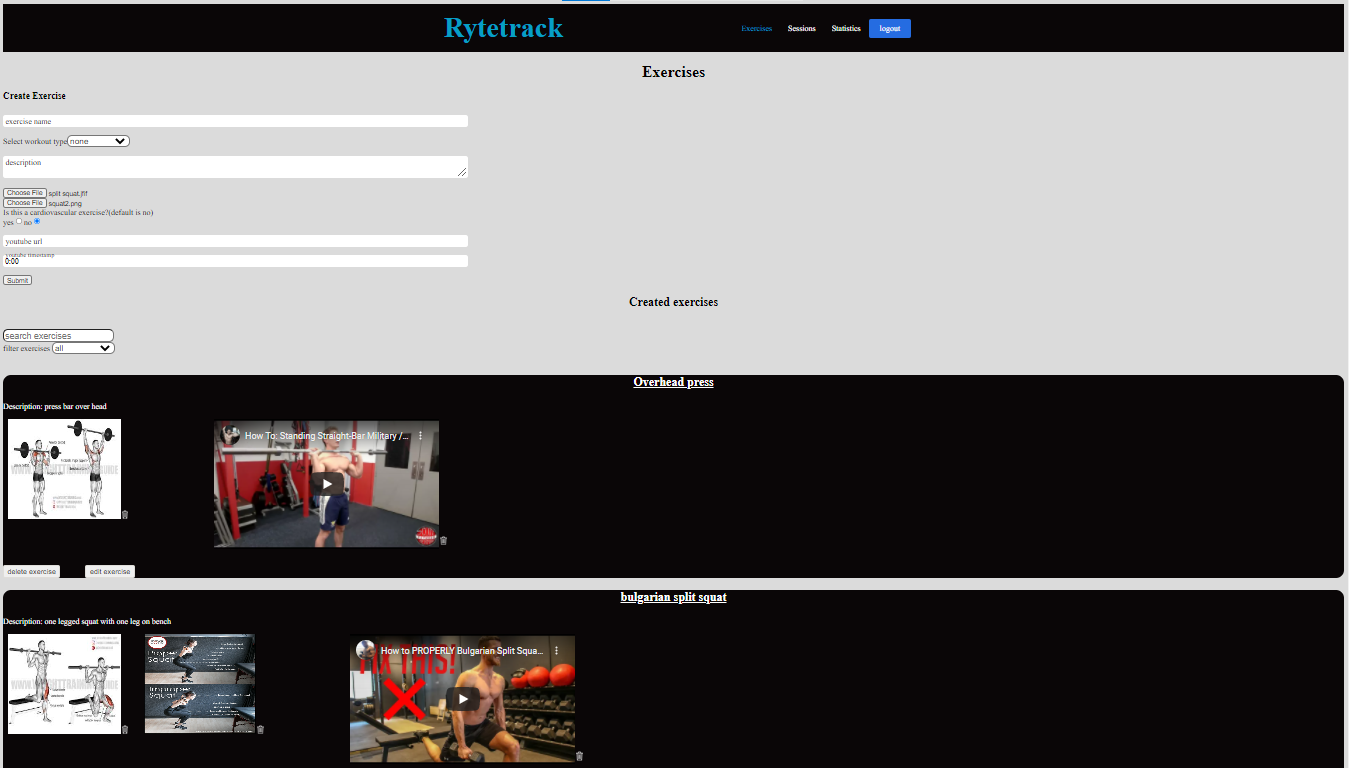 Rytetrack
Exercises Sessions Statistics logout
Exercises
Create Exercise
exercise name
Select workout type none
description
Choose File split squat.jfif
Choose File squat2.png
Is this a cardiovascular exercise?(default is no)
yes no
youtube url
youtube timestamp
0:00
Submit
Created exercises
search exercises
filter exercises all
Overhead press
Description: press bar over head
How To: Standing Straight-Bar Military /...
delete exercise edit exercise
bulgarian split squat
Description: one legged squat with one leg on bench
Proper
Squat
Improper
Squat
How to PROPERLY Bulgarian Split Squa...
FIX THIS!